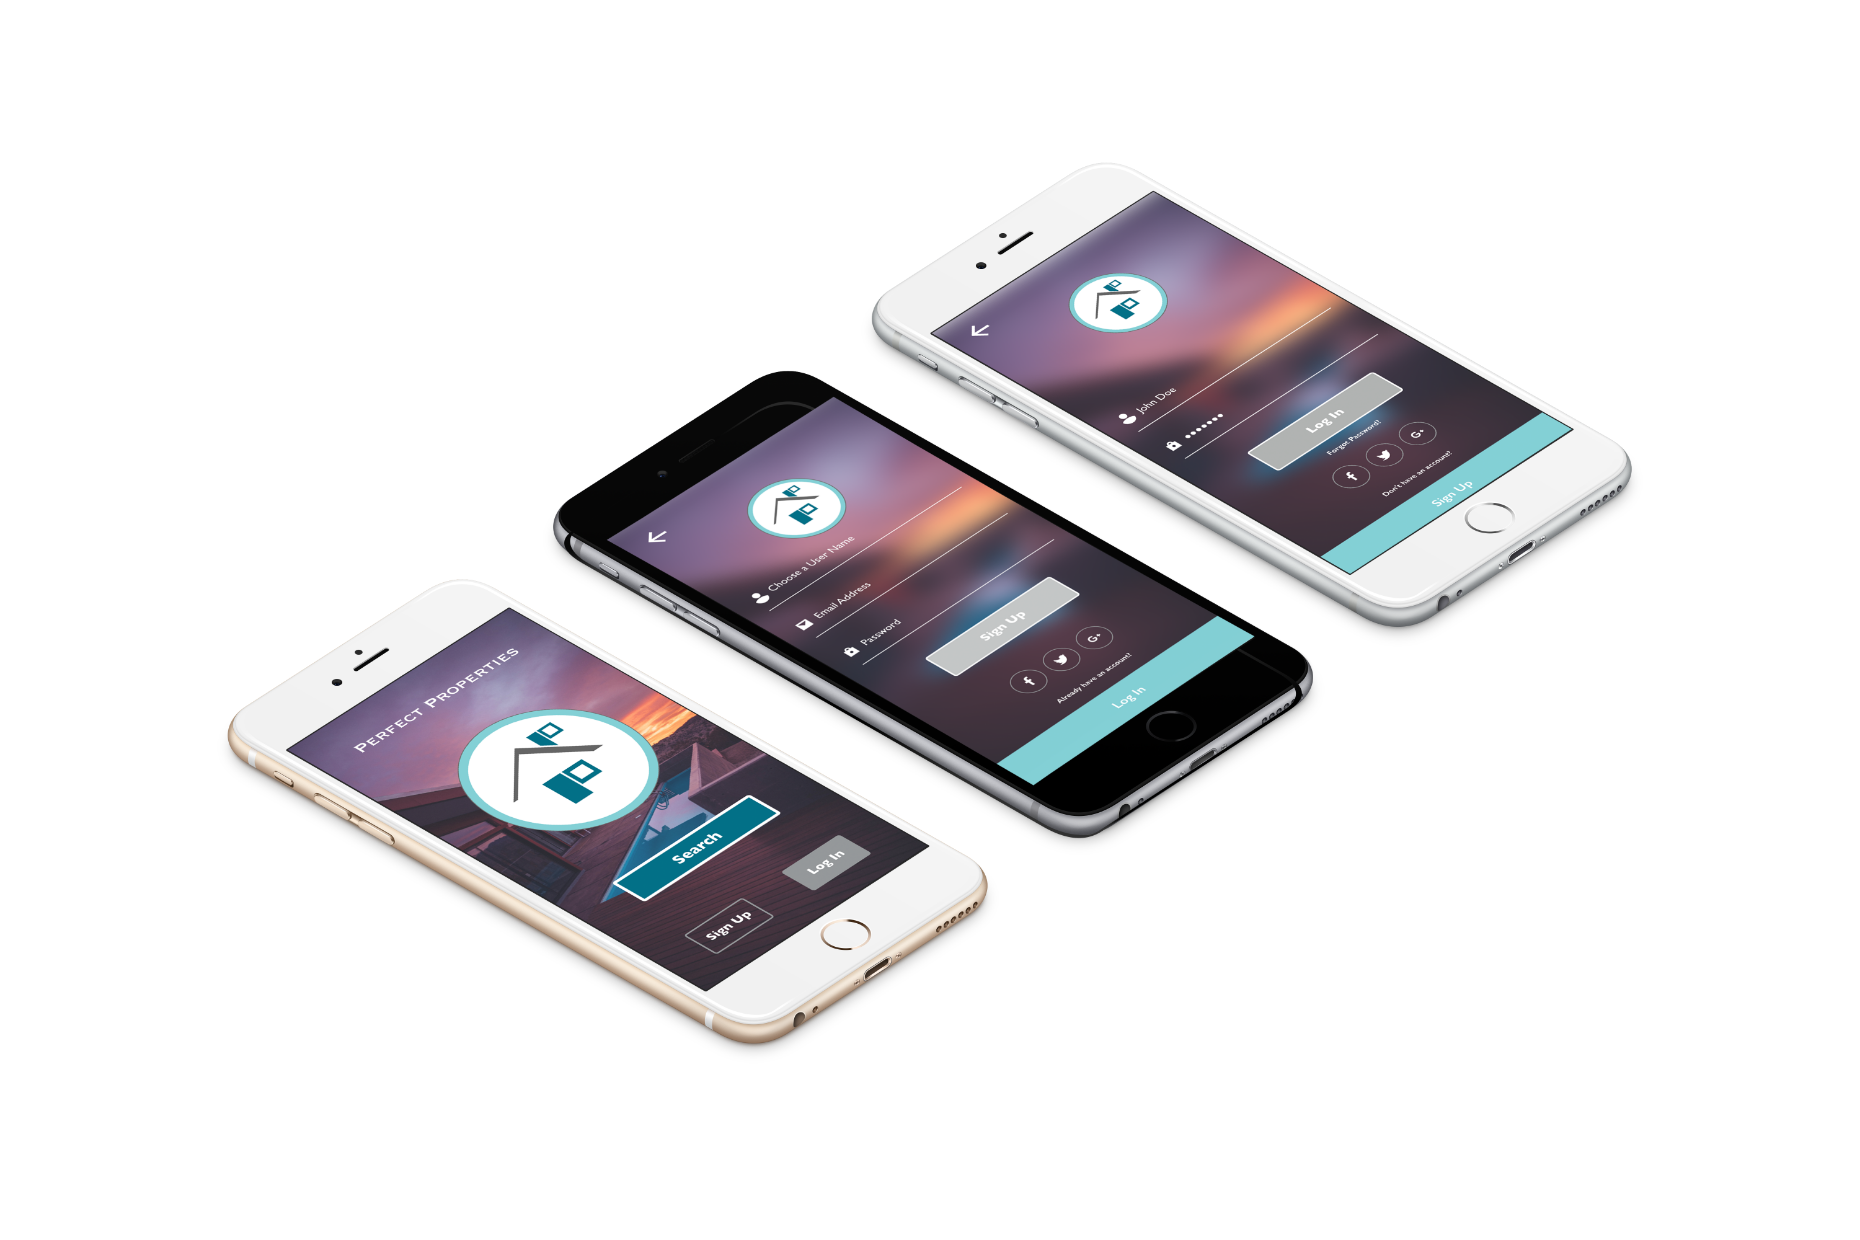 PERFECT PROPERTIES
Search
Sign Up
Log In
Choose a User Name
Email Address
Password
Sign Up
G+
Already have an account?
Log In
John Doe
Log In
Forgot Password?
G+
Don't have an account?
Sign Up